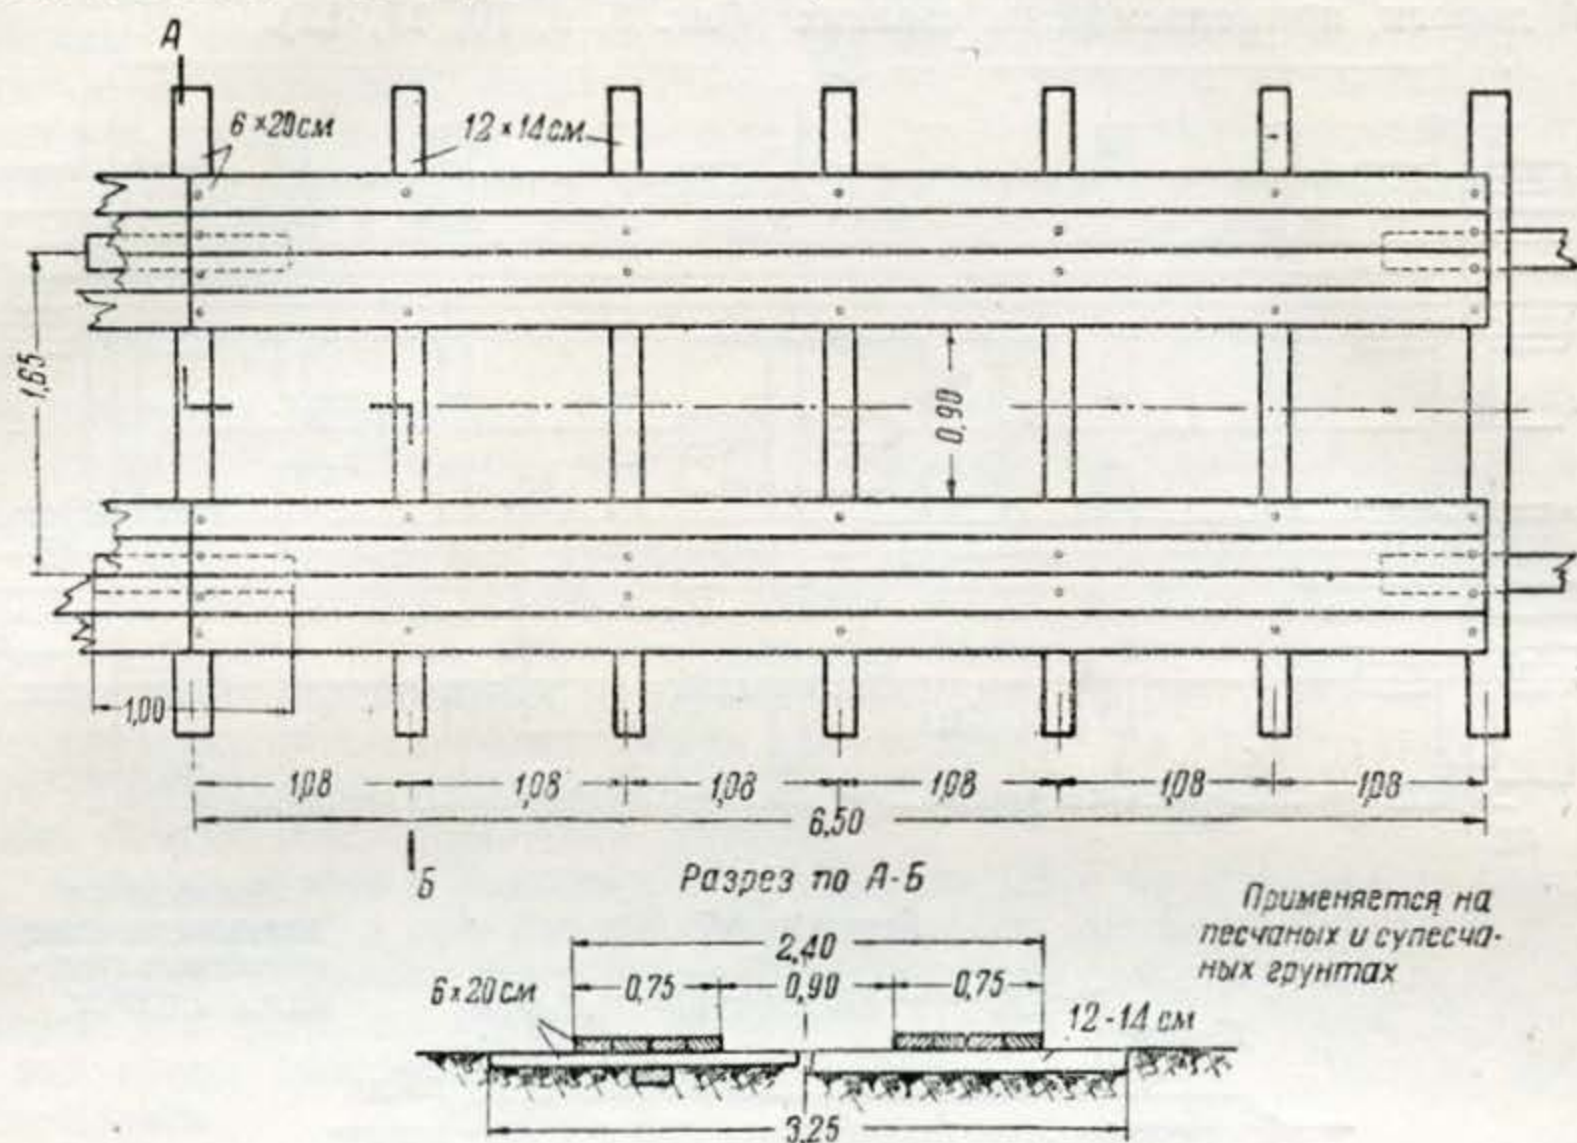 А
6×20см
12×14см
1,65
0,90
1,00
1,08
1,08
1,08
1,08
1,08
1,08
6,50
Б
Разрез по А-Б
Применяется на
песчаных и супесча-
ных грунтах
2,40
6×20см
0,75
0,90
0,75
12-14 см
3,25